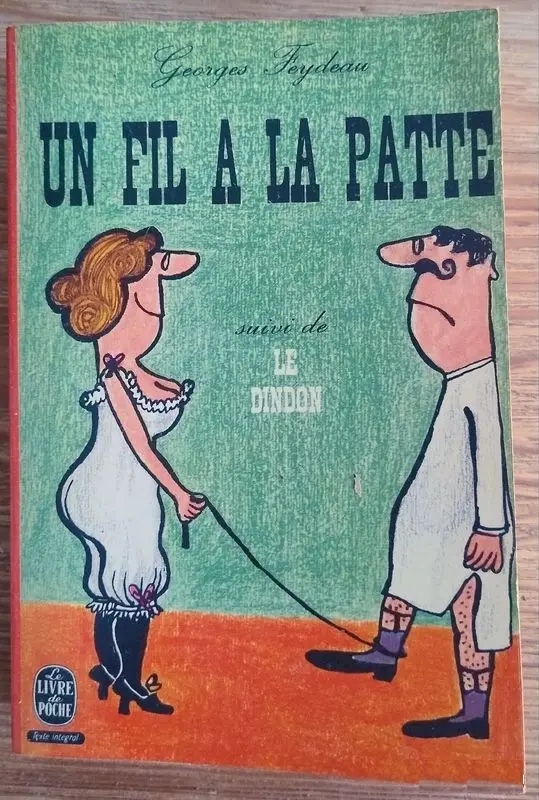 Georges Feydeau
UN FIL A LA PATTE
suivi de
LE
DINDON
Le
LIVRE
de
POCHE
Texte intégral